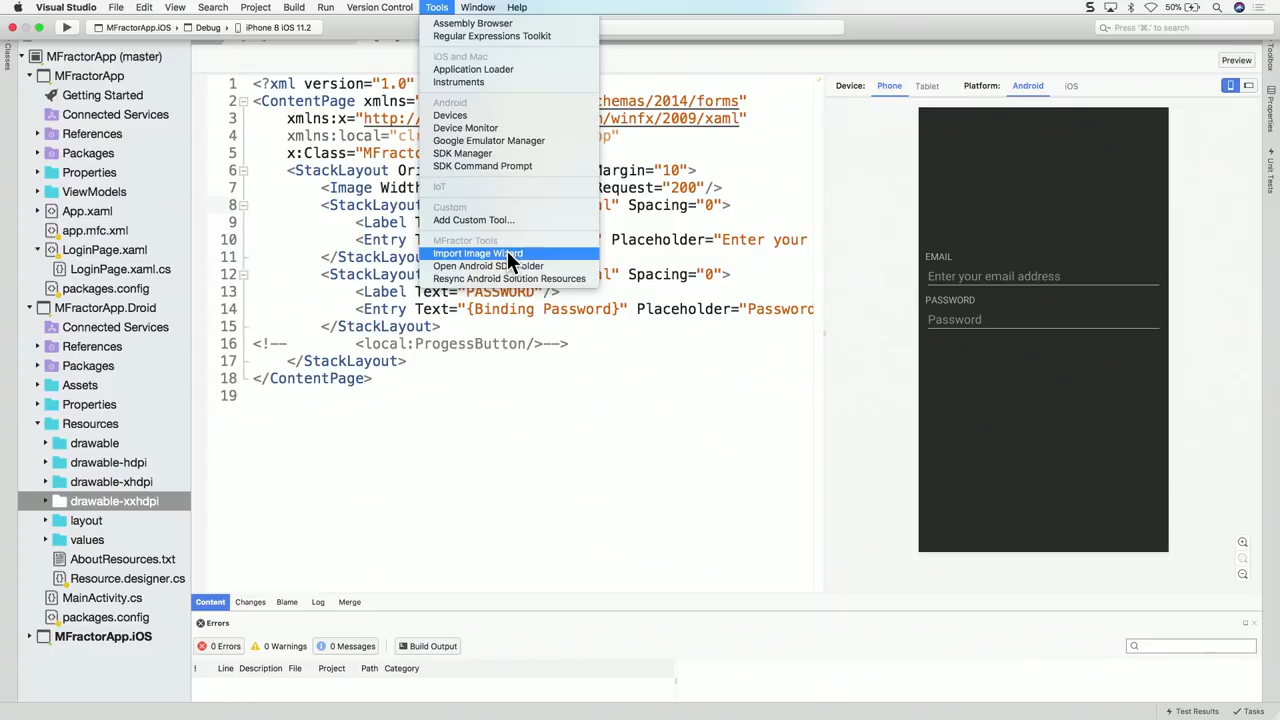 Visual Studio File Edit View Search Project Build Run Version Control Tools Window Help 50%
MFractorApp.iOS Debug iPhone 8 iOS 11.2
Press '⌘.' to search
Classes
MFractorApp (master)
MFractorApp
Getting Started
Connected Services
References
Packages
Properties
ViewModels
App.xaml
app.mfc.xml
LoginPage.xaml
LoginPage.xaml.cs
packages.config
MFractorApp.Droid
Connected Services
References
Packages
Assets
Properties
Resources
drawable
drawable-hdpi
drawable-xhdpi
drawable-xxhdpi
layout
values
AboutResources.txt
Resource.designer.cs
MainActivity.cs
packages.config
MFractorApp.iOS
Assembly Browser
Regular Expressions Toolkit
iOS and Mac
Application Loader
Instruments
Android
Devices
Device Monitor
Google Emulator Manager
SDK Manager
SDK Command Prompt
IoT
Custom
Add Custom Tool...
MFractor Tools
Import Image Wizard
Open Android SDK Folder
Resync Android Solution Resources
1 <?xml version="1.0"
2 <ContentPage xmlns= hemas/2014/forms"
3 xmlns:x="http:/ m/winfx/2009/xaml"
4 xmlns:local="cl p"
5 x:Class="MFracto
6 <StackLayout Ori Margin="10">
7 <Image Width Request="200"/>
8 <StackLayout l" Spacing="0">
9 <Label T
10 <Entry T Placeholder="Enter your
11 </StackLayou
12 <StackLayout l" Spacing="0">
13 <Label Text="PASSWORD"/>
14 <Entry Text="{Binding Password}" Placeholder="Password
15 </StackLayout>
16 <!-- <local:ProgessButton/>-->
17 </StackLayout>
18 </ContentPage>
19
Preview
Device: Phone Tablet Platform: Android iOS
EMAIL
Enter your email address
PASSWORD
Password
Toolbox
Properties
Unit Tests
Content Changes Blame Log Merge
Errors
0 Errors 0 Warnings 0 Messages Build Output
! Line Description File Project Path Category
Test Results Tasks